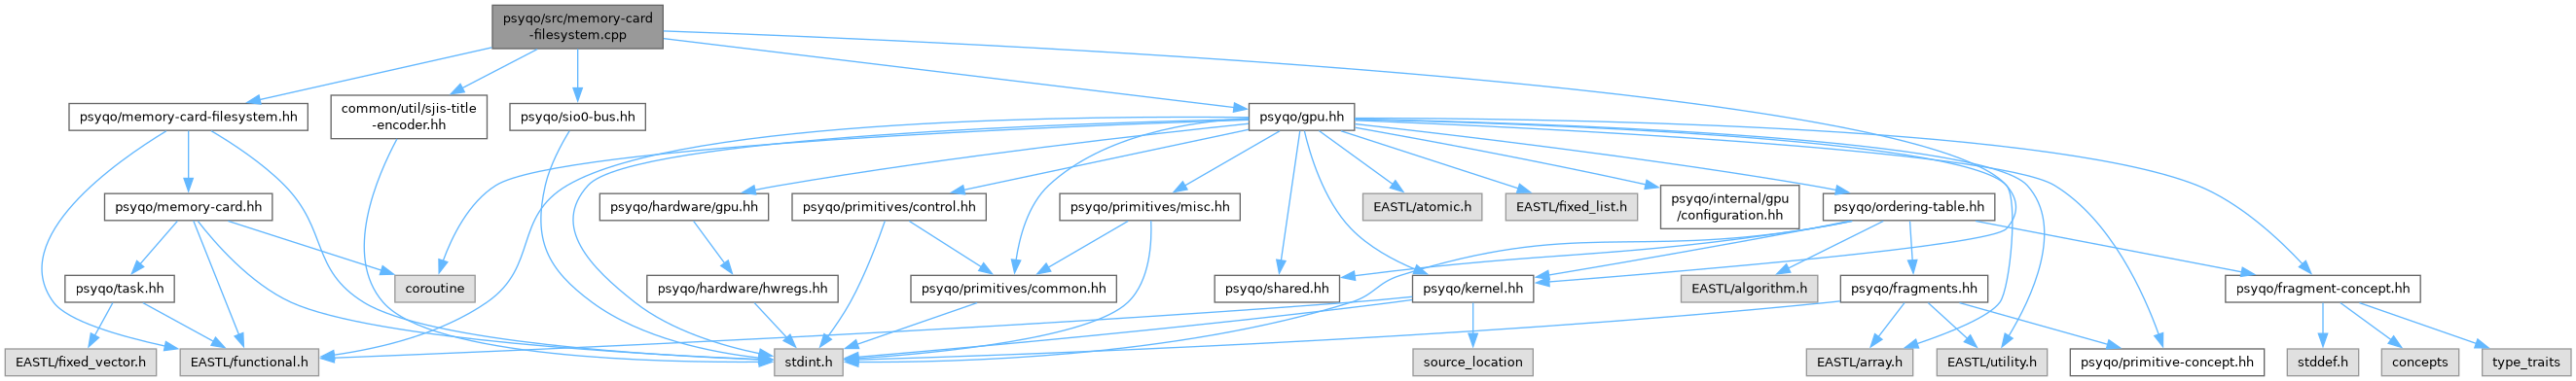 psyqo/src/memory-card
-filesystem.cpp
psyqo/memory-card-filesystem.hh
common/util/sjis-title
-encoder.hh
psyqo/sio0-bus.hh
psyqo/gpu.hh
psyqo/memory-card.hh
psyqo/hardware/gpu.hh
psyqo/primitives/control.hh
psyqo/primitives/misc.hh
EASTL/atomic.h
EASTL/fixed_list.h
psyqo/internal/gpu
/configuration.hh
psyqo/ordering-table.hh
psyqo/task.hh
coroutine
psyqo/hardware/hwregs.hh
psyqo/primitives/common.hh
psyqo/shared.hh
psyqo/kernel.hh
EASTL/algorithm.h
psyqo/fragments.hh
psyqo/fragment-concept.hh
EASTL/fixed_vector.h
EASTL/functional.h
stdint.h
source_location
EASTL/array.h
EASTL/utility.h
psyqo/primitive-concept.hh
stddef.h
concepts
type_traits